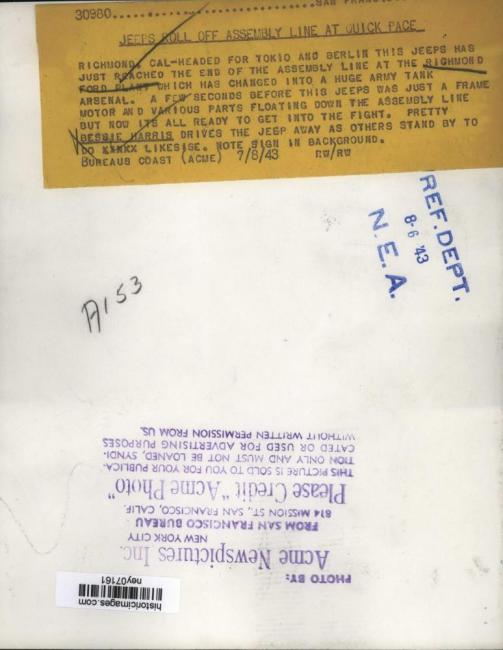 30980
JEEPS ROLL OFF ASSEMBLY LINE AT QUICK PACE
RICHMOND, CAL-HEADED FOR TOKIO AND BERLIN THIS JEEPS HAS
JUST REACHED THE END OF THE ASSEMBLY LINE AT THE RICHMOND
FORD PLANT WHICH HAS CHANGED INTO A HUGE ARMY TANK
ARSENAL. A FEW SECONDS BEFORE THIS JEEPS WAS JUST A FRAME
MOTOR AND VARIOUS PARTS FLOATING DOWN THE ASSEMBLY LINE
BUT NOW ITS ALL READY TO GET INTO THE FIGHT. PRETTY
BESSIE HARRIS DRIVES THE JEEP AWAY AS OTHERS STAND BY TO
DO LIKESISE. NOTE SIGN IN BACKGROUND.
BUREAUS COAST (ACME) 7/8/43 RW/RW
REF. DEPT.
8-6 '43
N. E. A.
A153
PHOTO BY:
Acme Newspictures Inc.
NEW YORK CITY
FROM SAN FRANCISCO BUREAU -
814 MISSION ST., SAN FRANCISCO, CALIF.
Please Credit "Acme Photo"
THIS PICTURE IS SOLD TO YOU FOR YOUR PUBLICA-
TION ONLY AND MUST NOT BE LOANED, SYNDI-
CATED OR USED FOR ADVERTISING PURPOSES
WITHOUT WRITTEN PERMISSION FROM US.
historicimages.com
ney07161